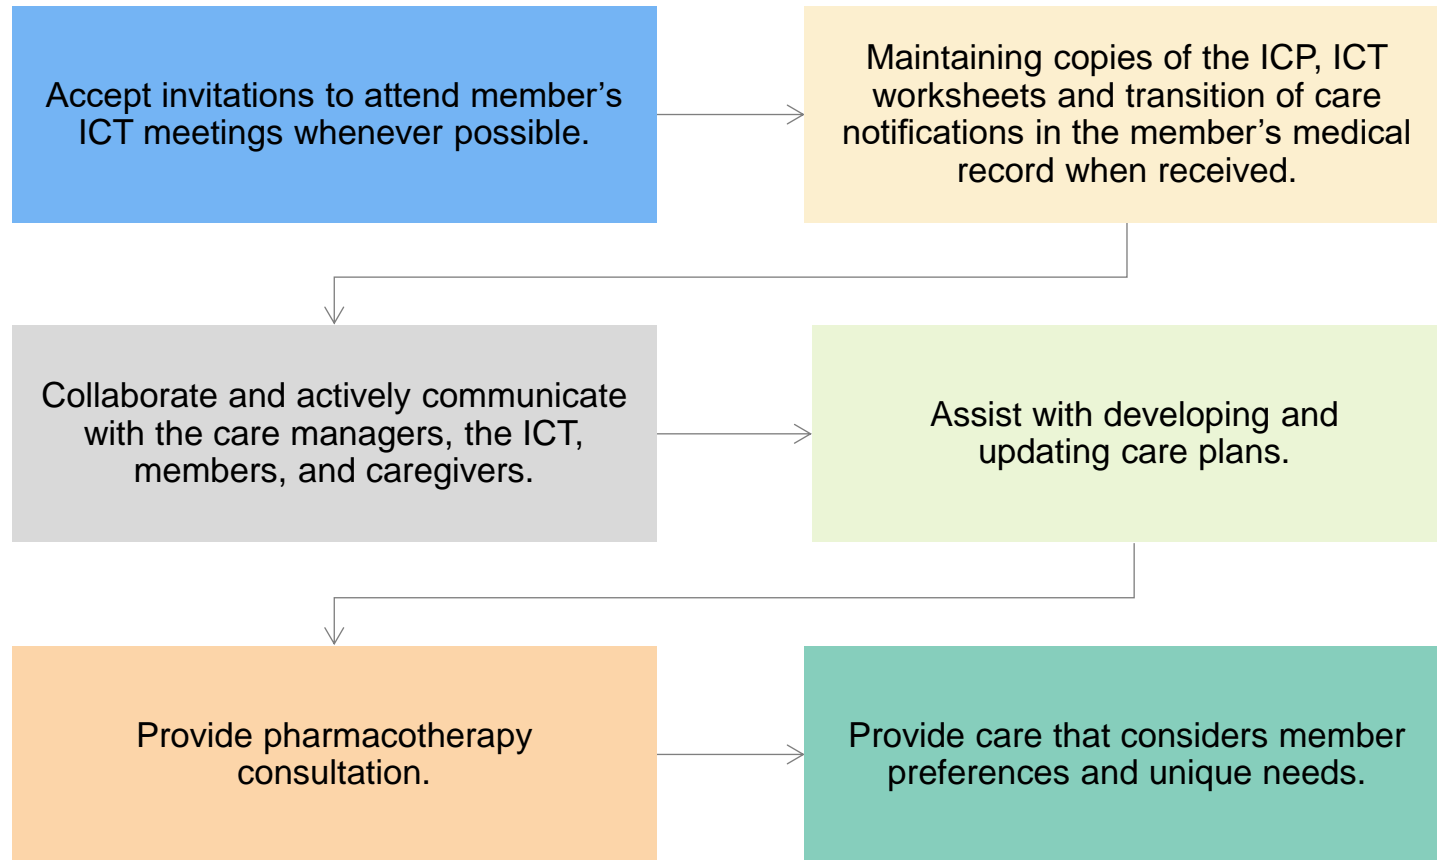 Accept invitations to attend member’s
ICT meetings whenever possible.
Maintaining copies of the ICP, ICT
worksheets and transition of care
notifications in the member’s medical
record when received.
Collaborate and actively communicate
with the care managers, the ICT,
members, and caregivers.
Assist with developing and
updating care plans.
Provide pharmacotherapy
consultation.
Provide care that considers member
preferences and unique needs.